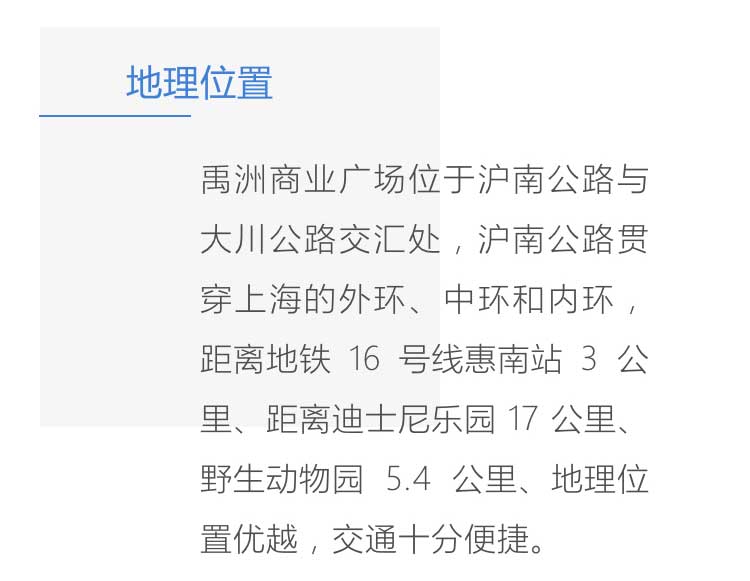 地理位置
禹洲商业广场位于沪南公路与
大川公路交汇处，沪南公路贯
穿上海的外环、中环和内环，
距离地铁 16 号线惠南站 3 公
里、距离迪士尼乐园 17 公里、
野生动物园 5.4 公里、地理位
置优越，交通十分便捷。